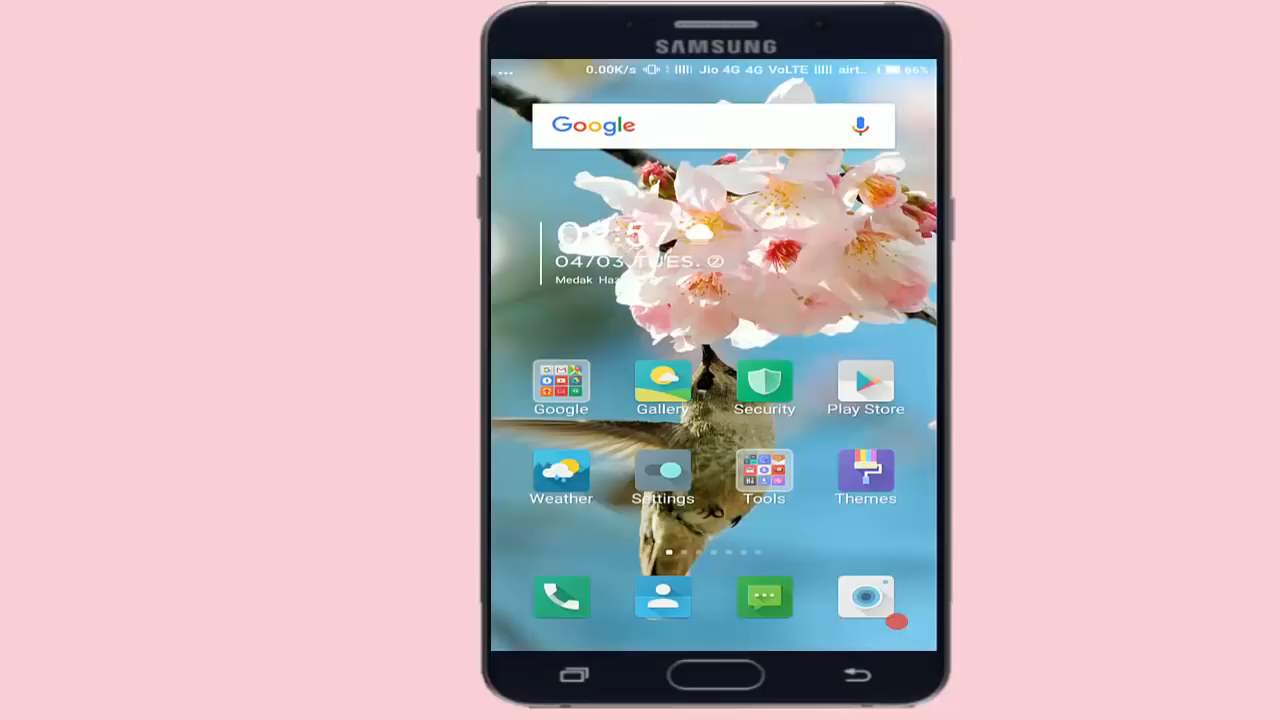 SAMSUNG
... 0.00K/s Jio 4G 4G VoLTE airt.. 66%
Google
04/03 TUES. 2
Medak
Google Gallery Security Play Store
Weather Settings Tools Themes